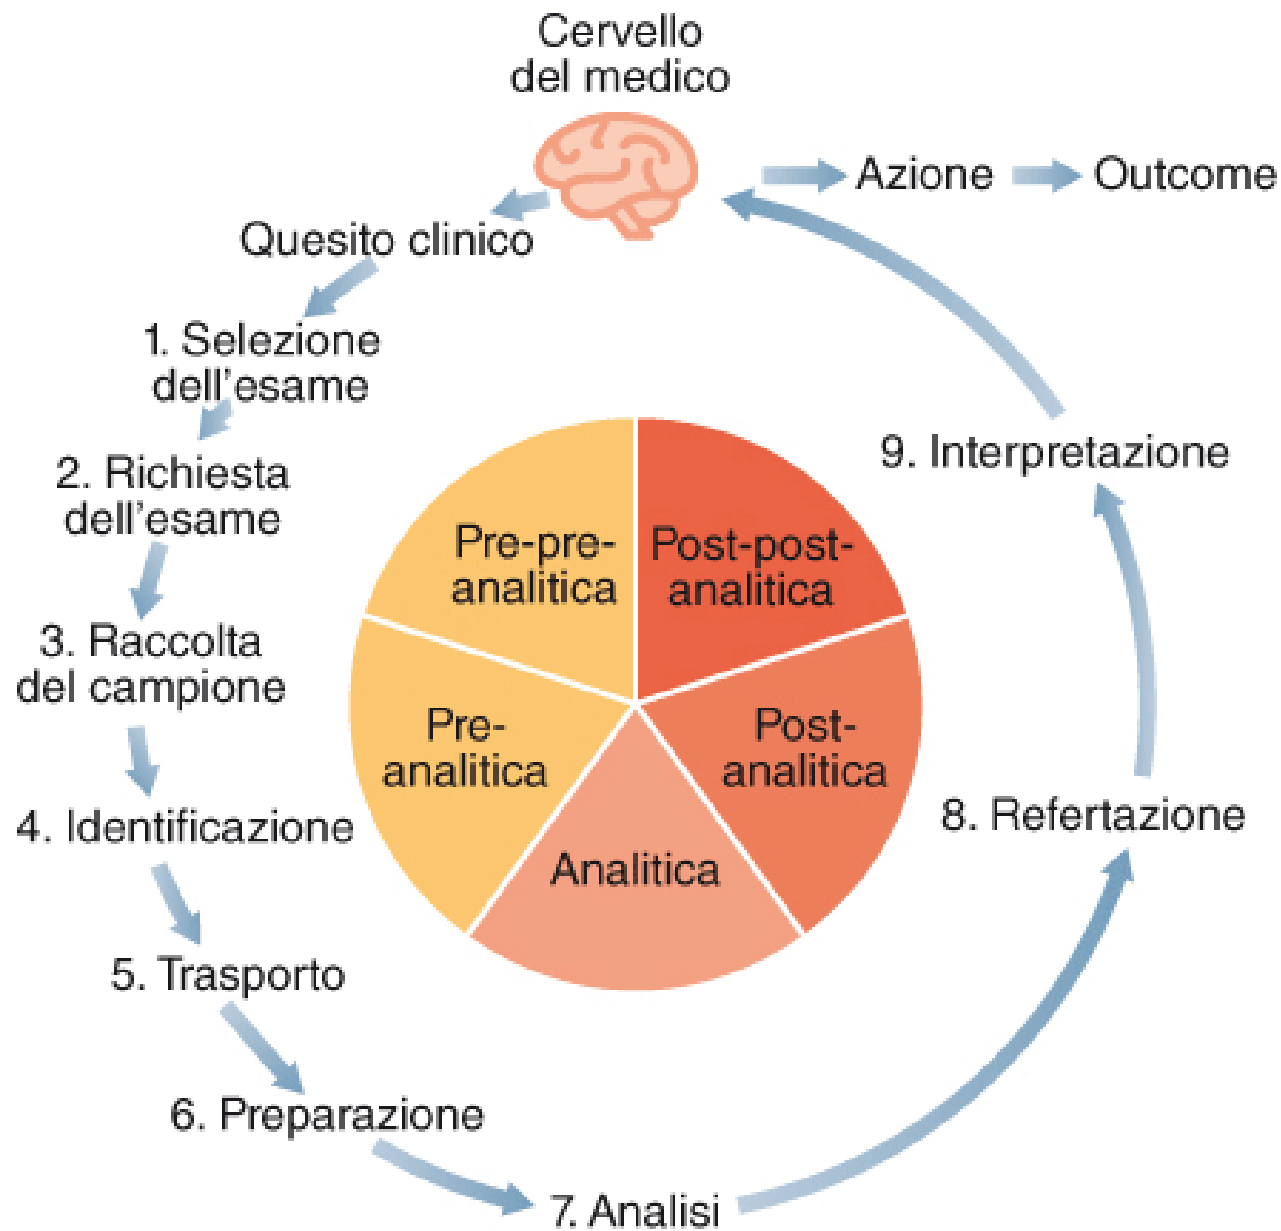 Cervello
del medico
Azione
Outcome
Quesito clinico
1. Selezione
dell'esame
2. Richiesta
dell'esame
3. Raccolta
del campione
4. Identificazione
5. Trasporto
6. Preparazione
7. Analisi
8. Refertazione
9. Interpretazione
Pre-pre-
analitica
Pre-
analitica
Analitica
Post-
analitica
Post-post-
analitica